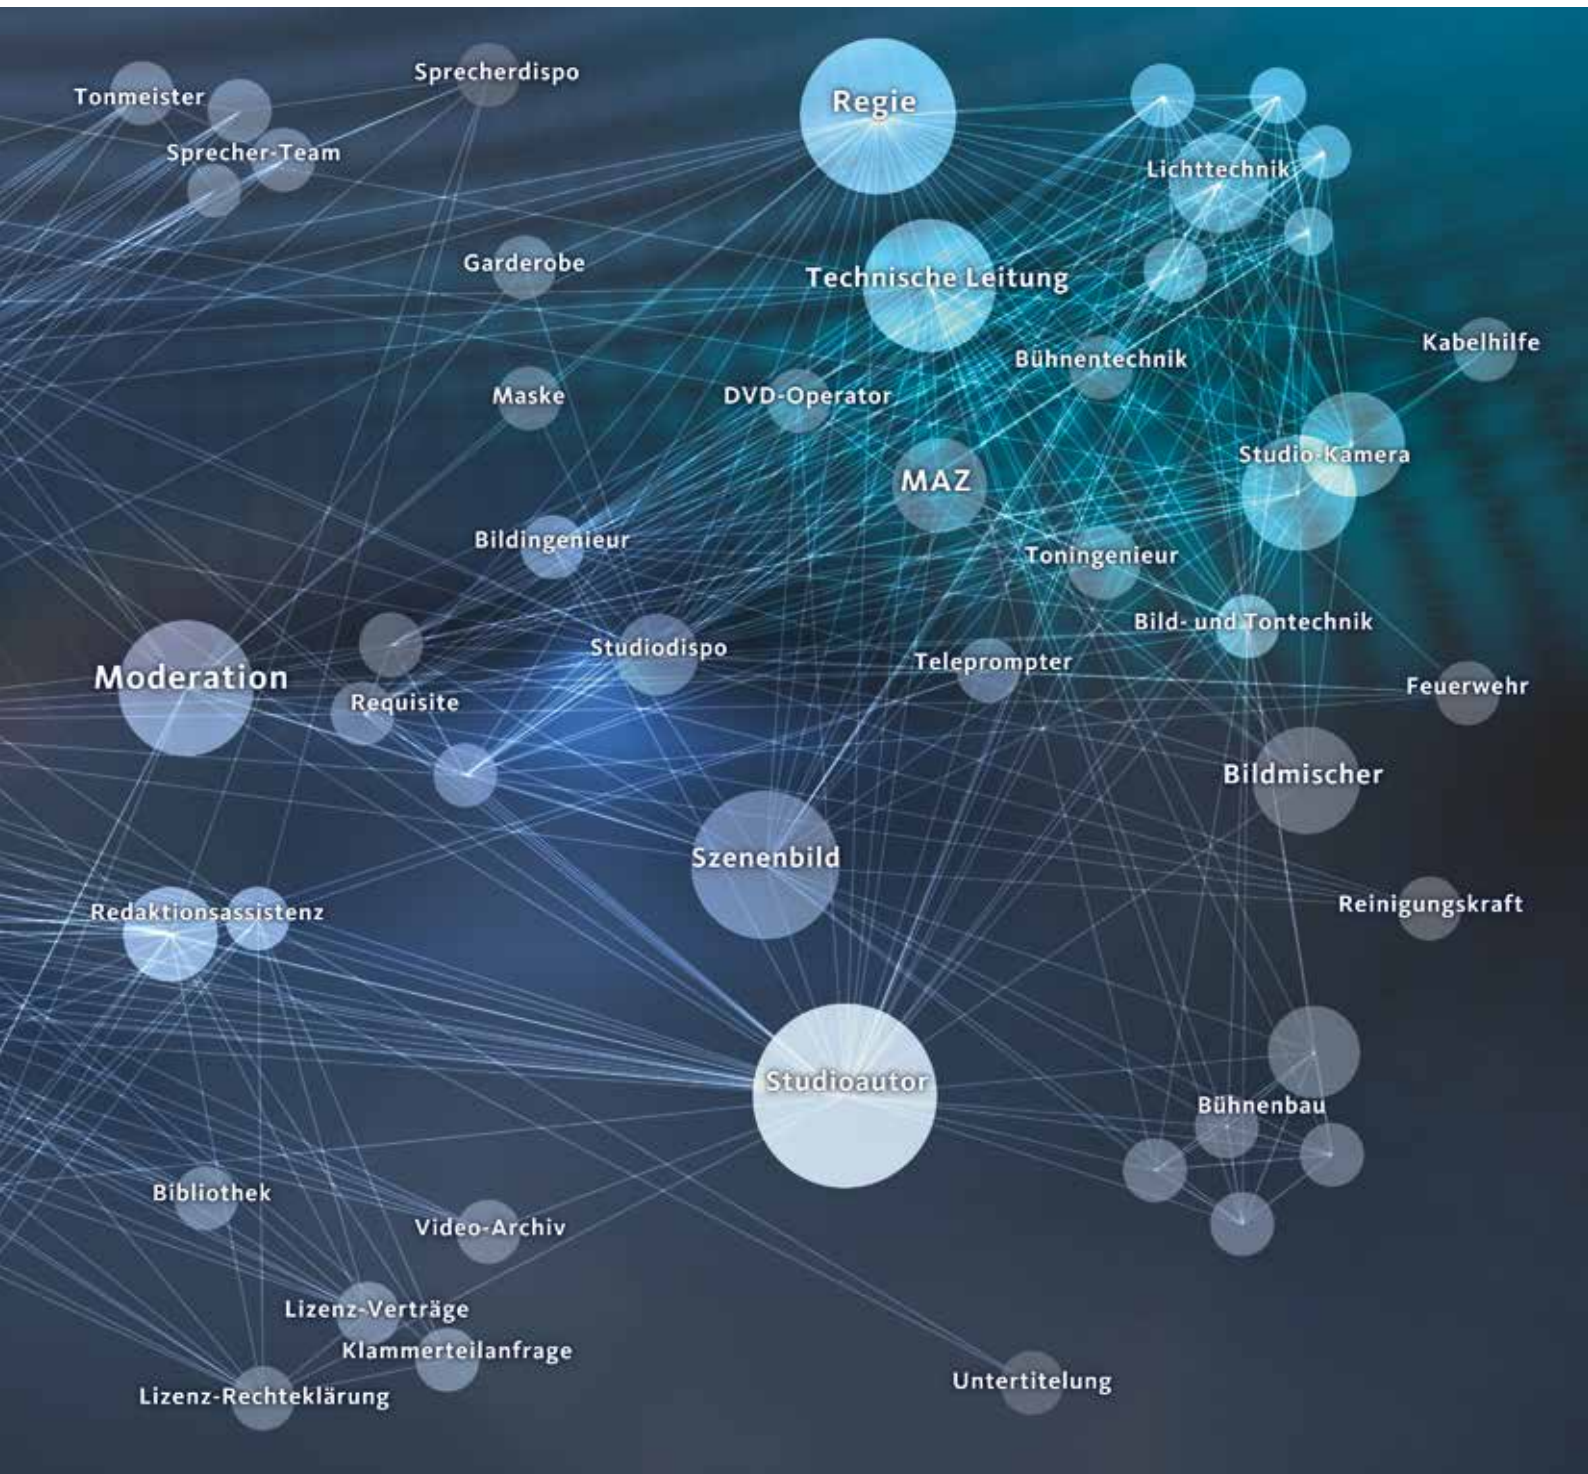 Sprecherdispo
Tonmeister
Regie
Sprecher-Team
Lichttechnik
Garderobe
Technische Leitung
Kabelhilfe
Bühnentechnik
Maske
DVD-Operator
Studio-Kamera
MAZ
Bildingenieur
Toningenieur
Bild- und Tontechnik
Studiodispo
Teleprompter
Moderation
Feuerwehr
Requisite
Bildmischer
Szenenbild
Reinigungskraft
Redaktionsassistenz
Studioautor
Bühnenbau
Bibliothek
Video-Archiv
Lizenz-Verträge
Klammerteilanfrage
Untertitelung
Lizenz-Rechteklärung